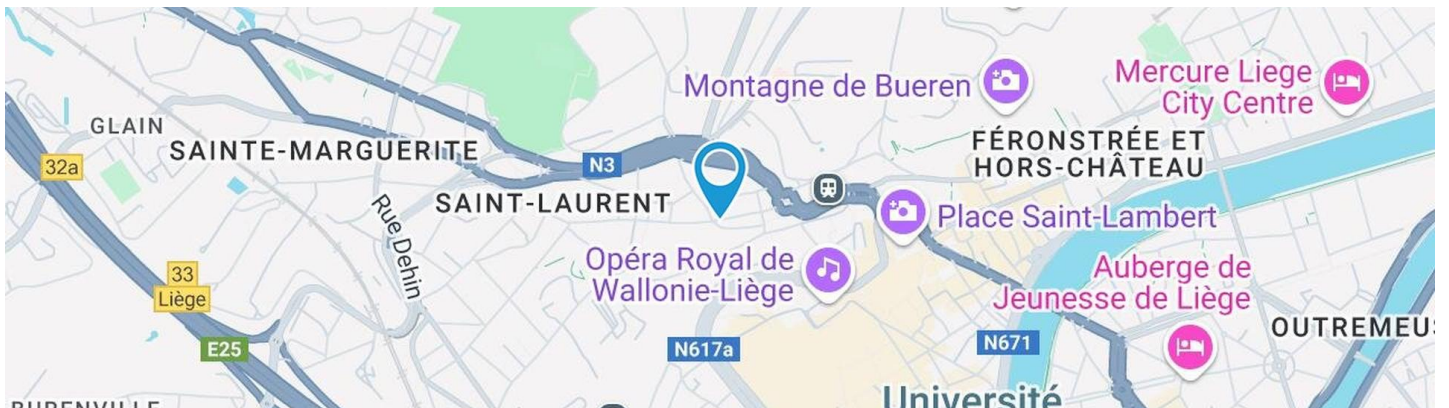 Montagne de Bueren
Mercure Liege
City Centre
GLAIN
SAINTE-MARGUERITE
FÉRONSTRÉE ET
HORS-CHÂTEAU
32a
N3
SAINT-LAURENT
Rue Dehin
Place Saint-Lambert
Opéra Royal de
Wallonie-Liège
33
Liège
Auberge de
Jeunesse de Liège
OUTREMEUS
E25
N617a
N671
Université